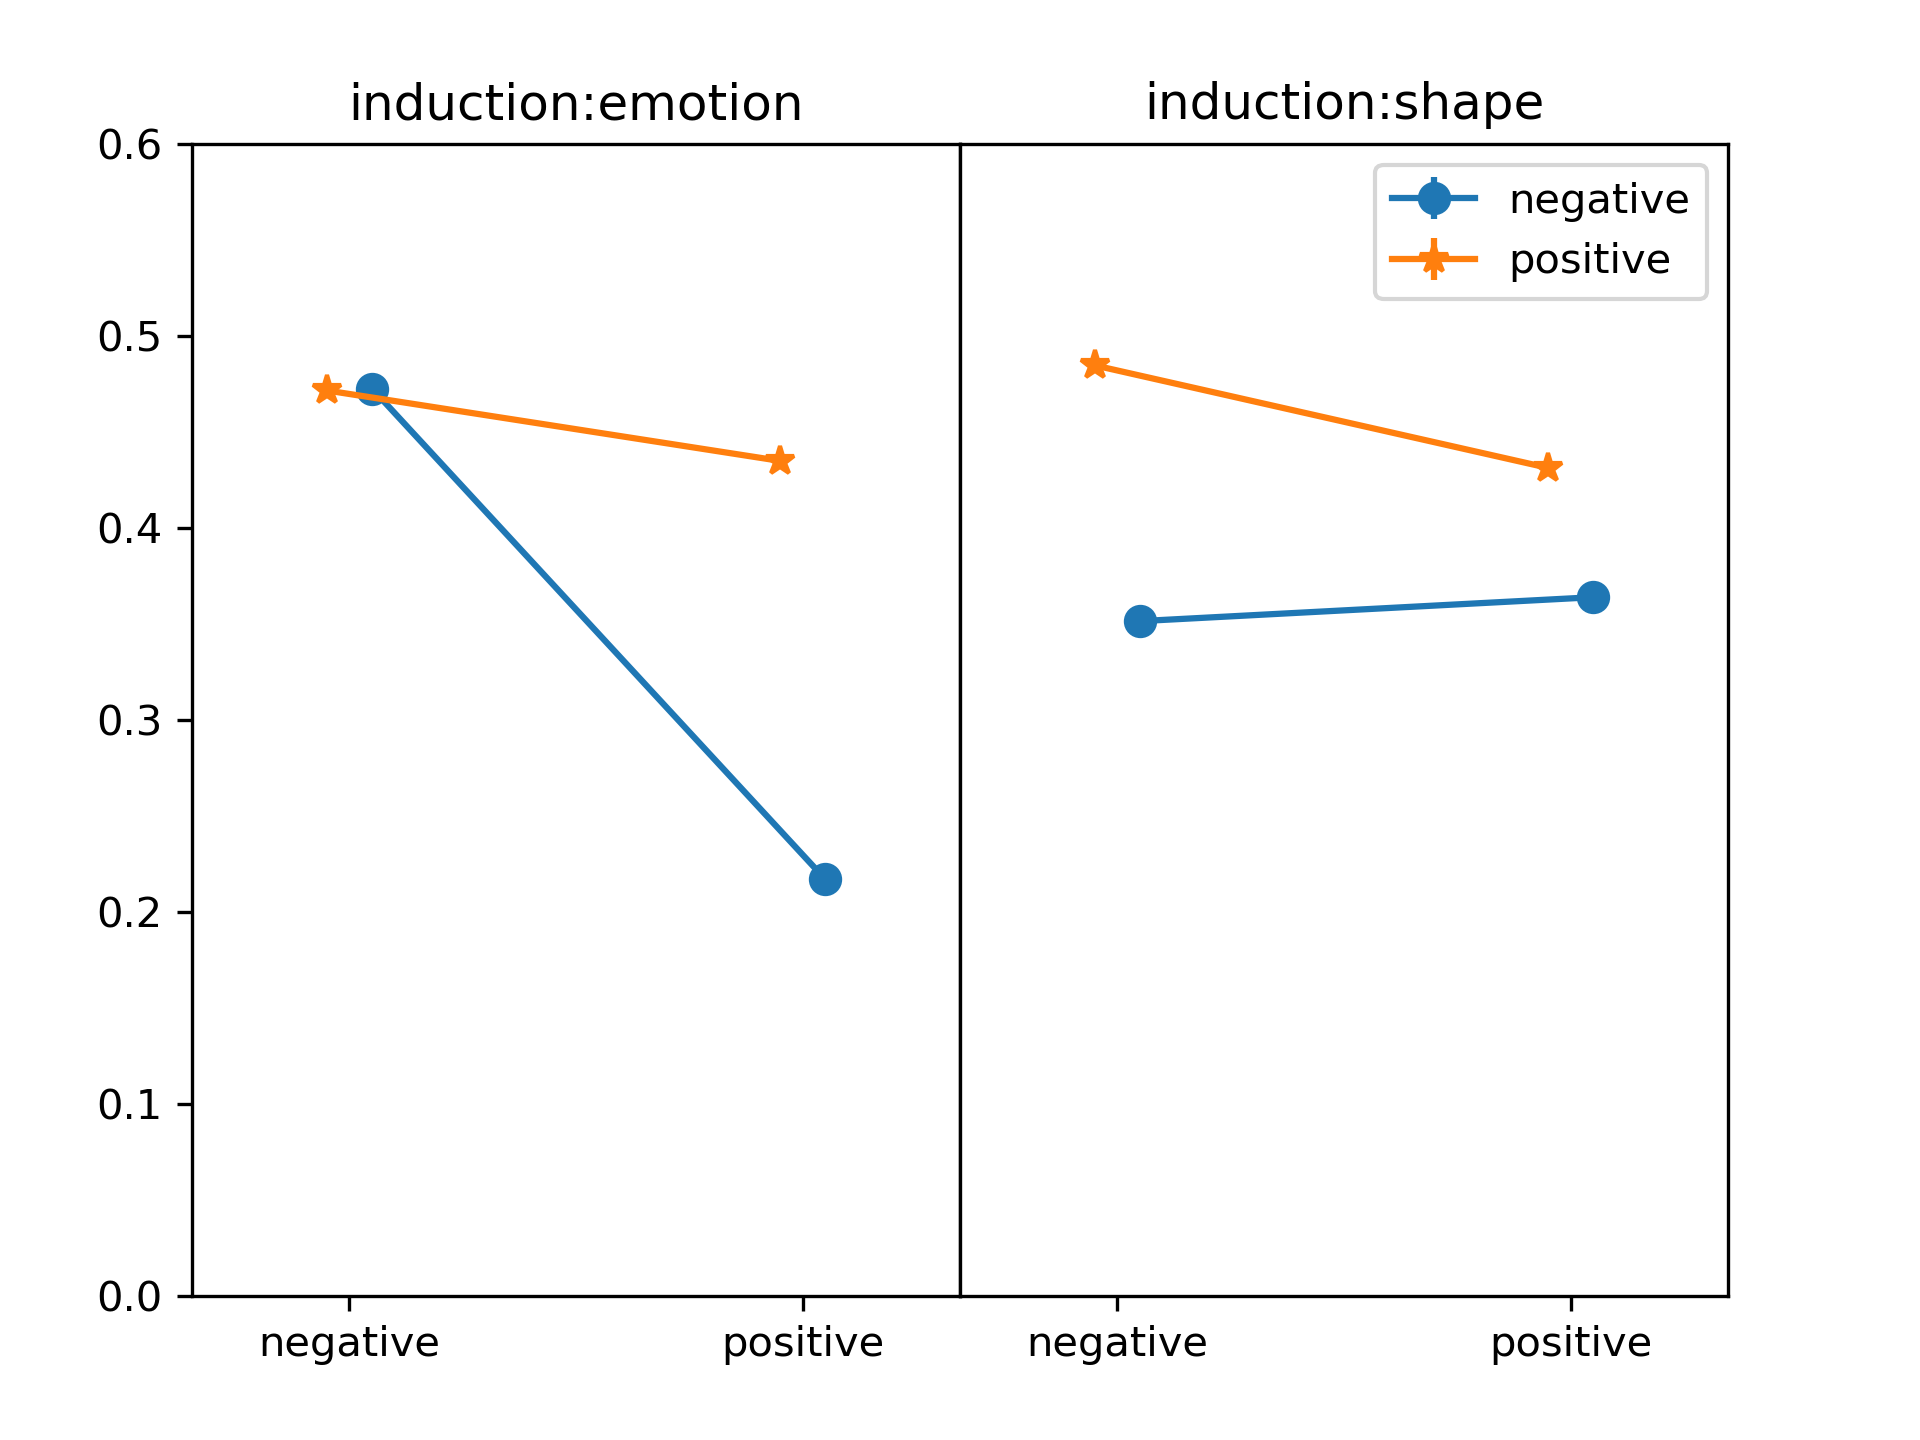 induction:emotion
induction:shape
0.6
0.5
0.4
0.3
0.2
0.1
0.0
negative
positive
negative
positive
negative
positive